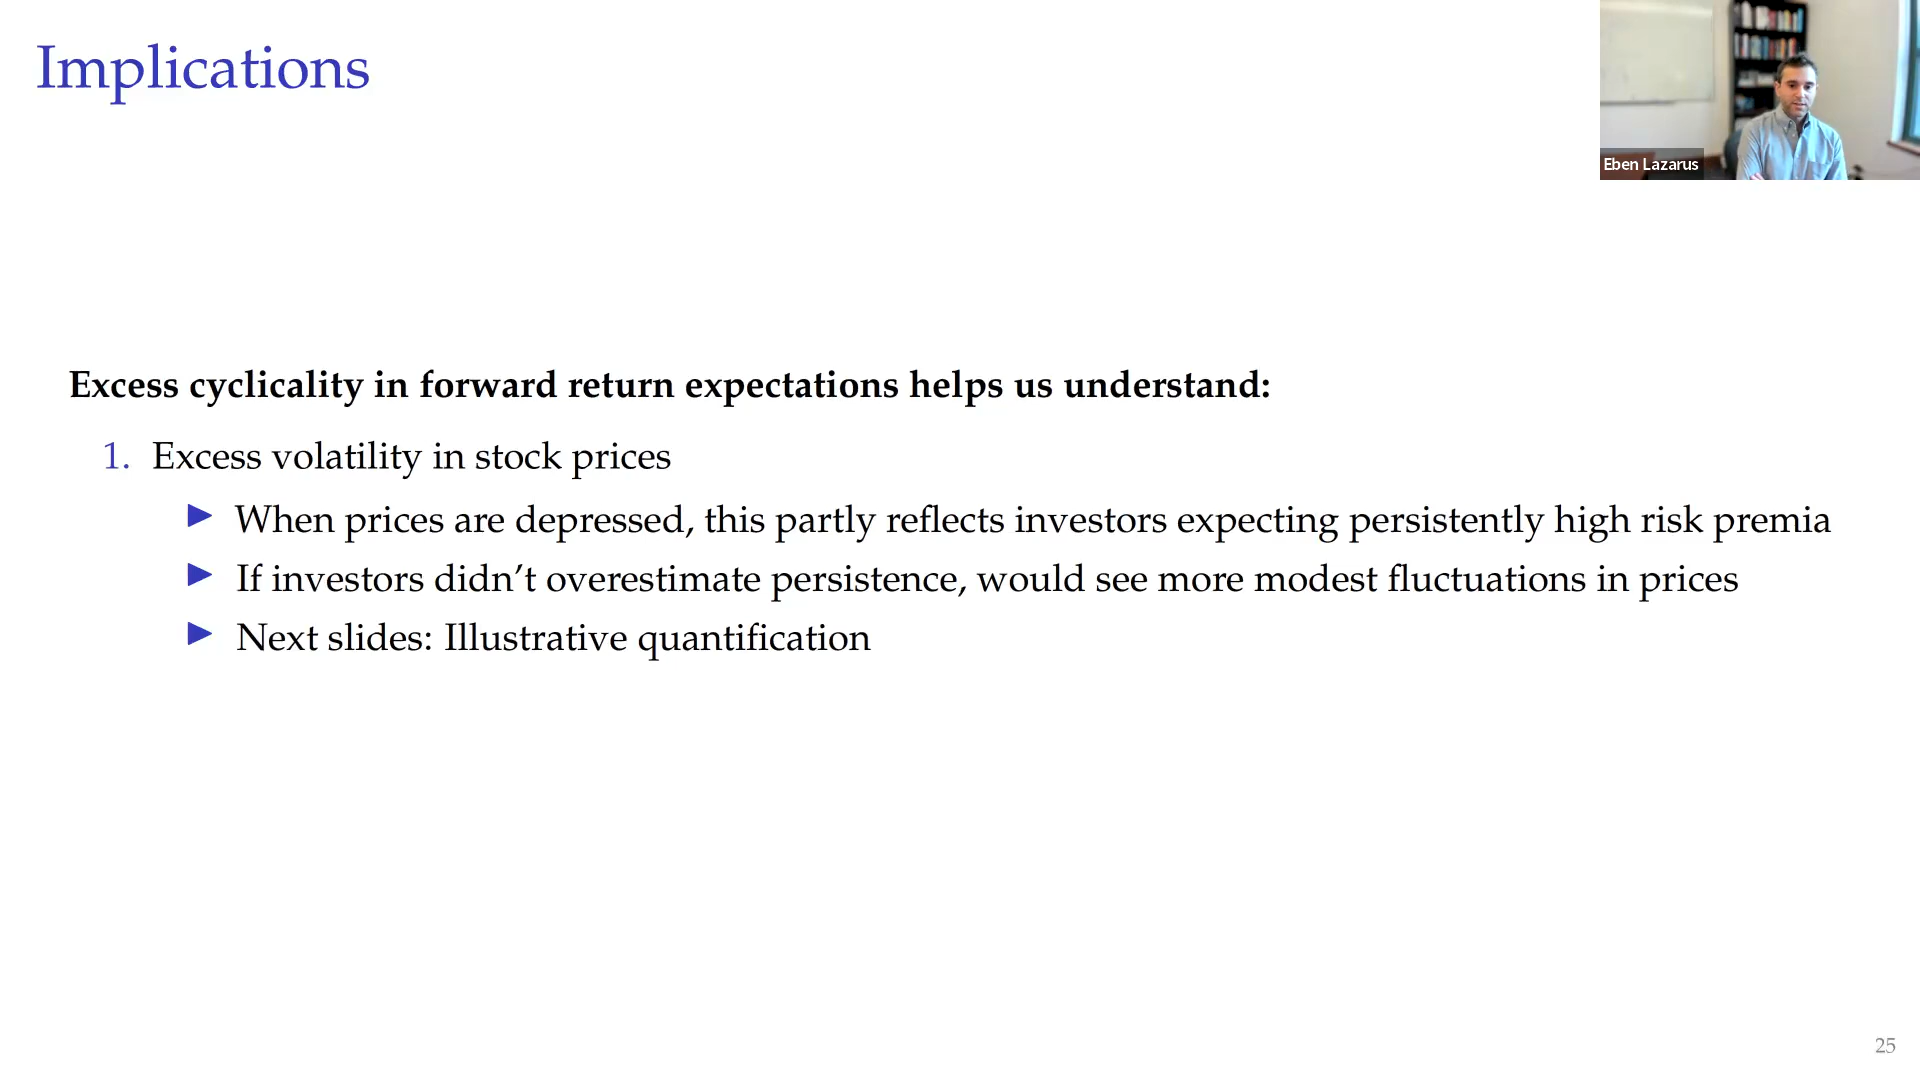 Implications
Eben Lazarus
Excess cyclicality in forward return expectations helps us understand:
1. Excess volatility in stock prices
▶ When prices are depressed, this partly reflects investors expecting persistently high risk premia
▶ If investors didn’t overestimate persistence, would see more modest fluctuations in prices
▶ Next slides: Illustrative quantification
25